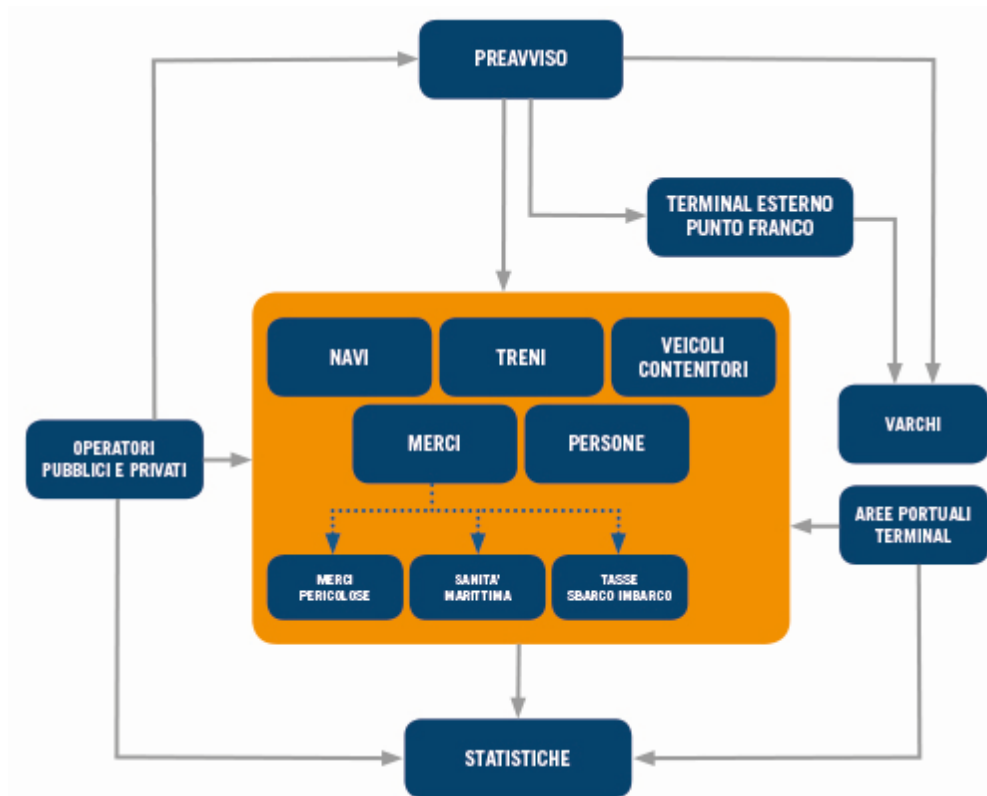 PREAVVISO
TERMINAL ESTERNO
PUNTO FRANCO
NAVI
TRENI
VEICOLI
CONTENITORI
MERCI
PERSONE
VARCHI
OPERATORI
PUBBLICI E PRIVATI
AREE PORTUALI
TERMINAL
MERCI
PERICOLOSE
SANITA'
MARITTIMA
TASSE
SBARCO IMBARCO
STATISTICHE